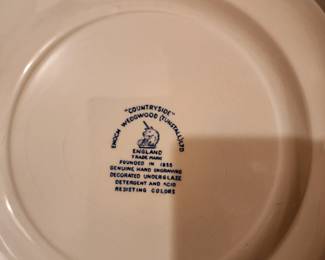 "COUNTRYSIDE"
ENOCH WEDGWOOD (TUNSTALL) LTD
ENGLAND
TRADE MARK
FOUNDED IN 1835
GENUINE HAND ENGRAVING
DECORATED UNDERGLAZE
DETERGENT AND ACID
RESISTING COLORS